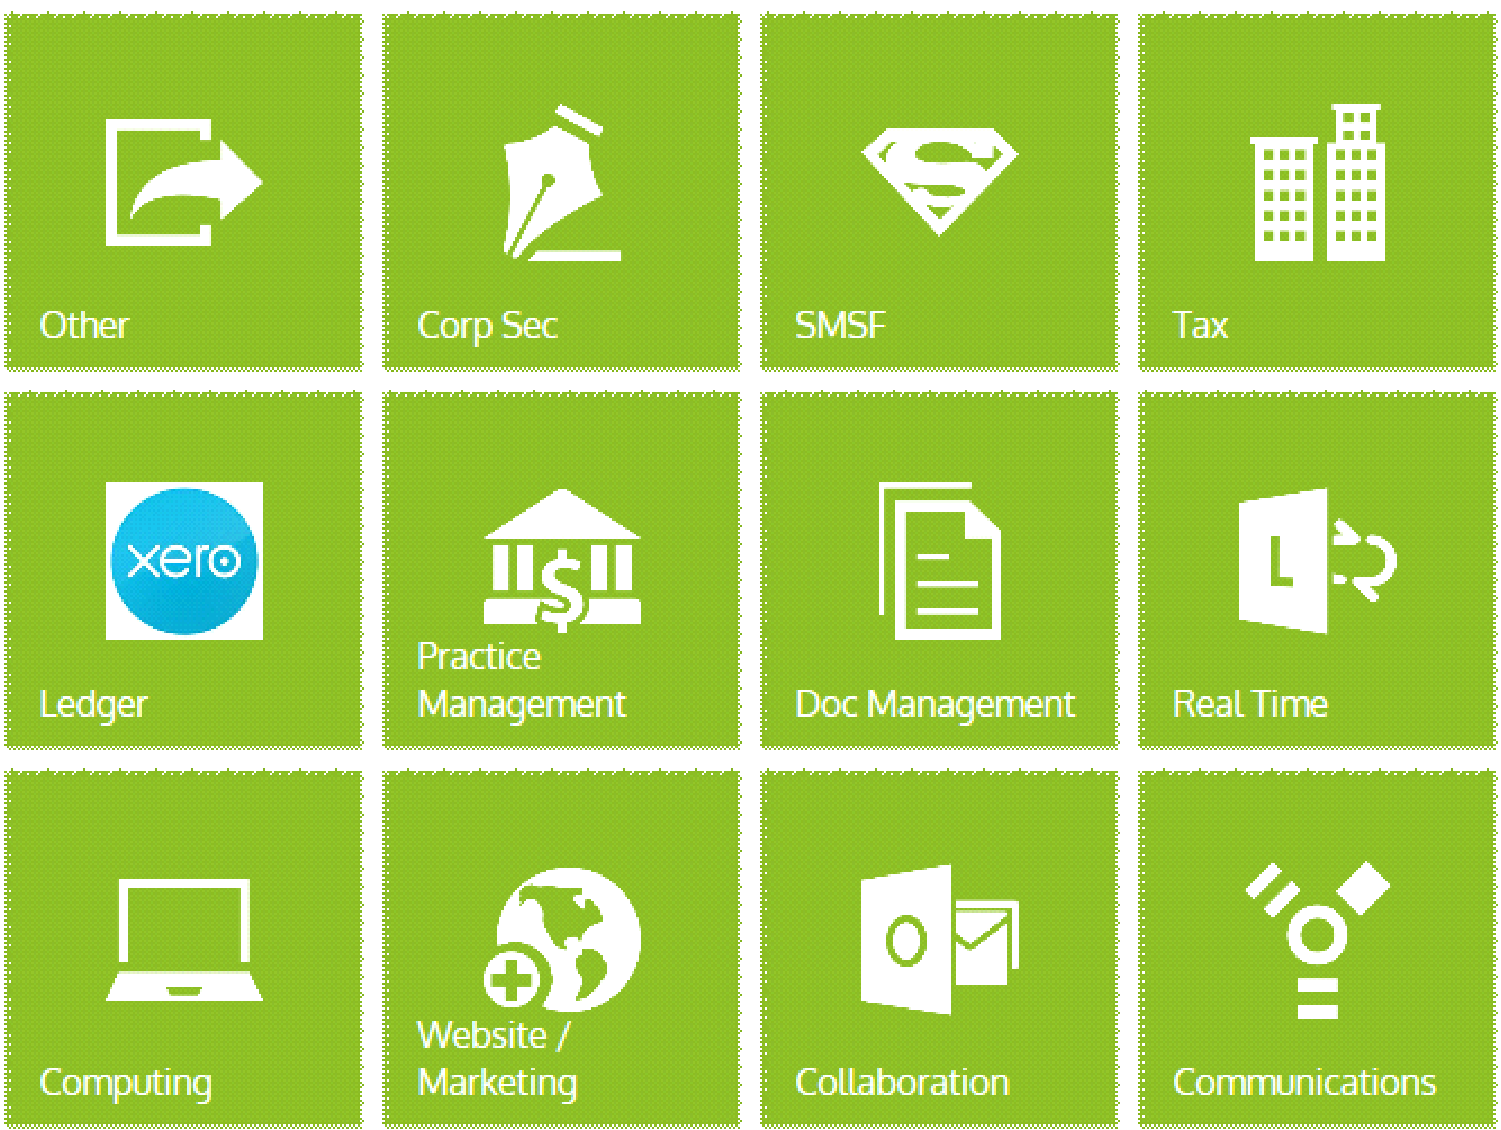 Other
Corp Sec
SMSF
Tax
xero
Ledger
Practice
Management
Doc Management
L
Real Time
Computing
Website /
Marketing
O
Collaboration
Communications